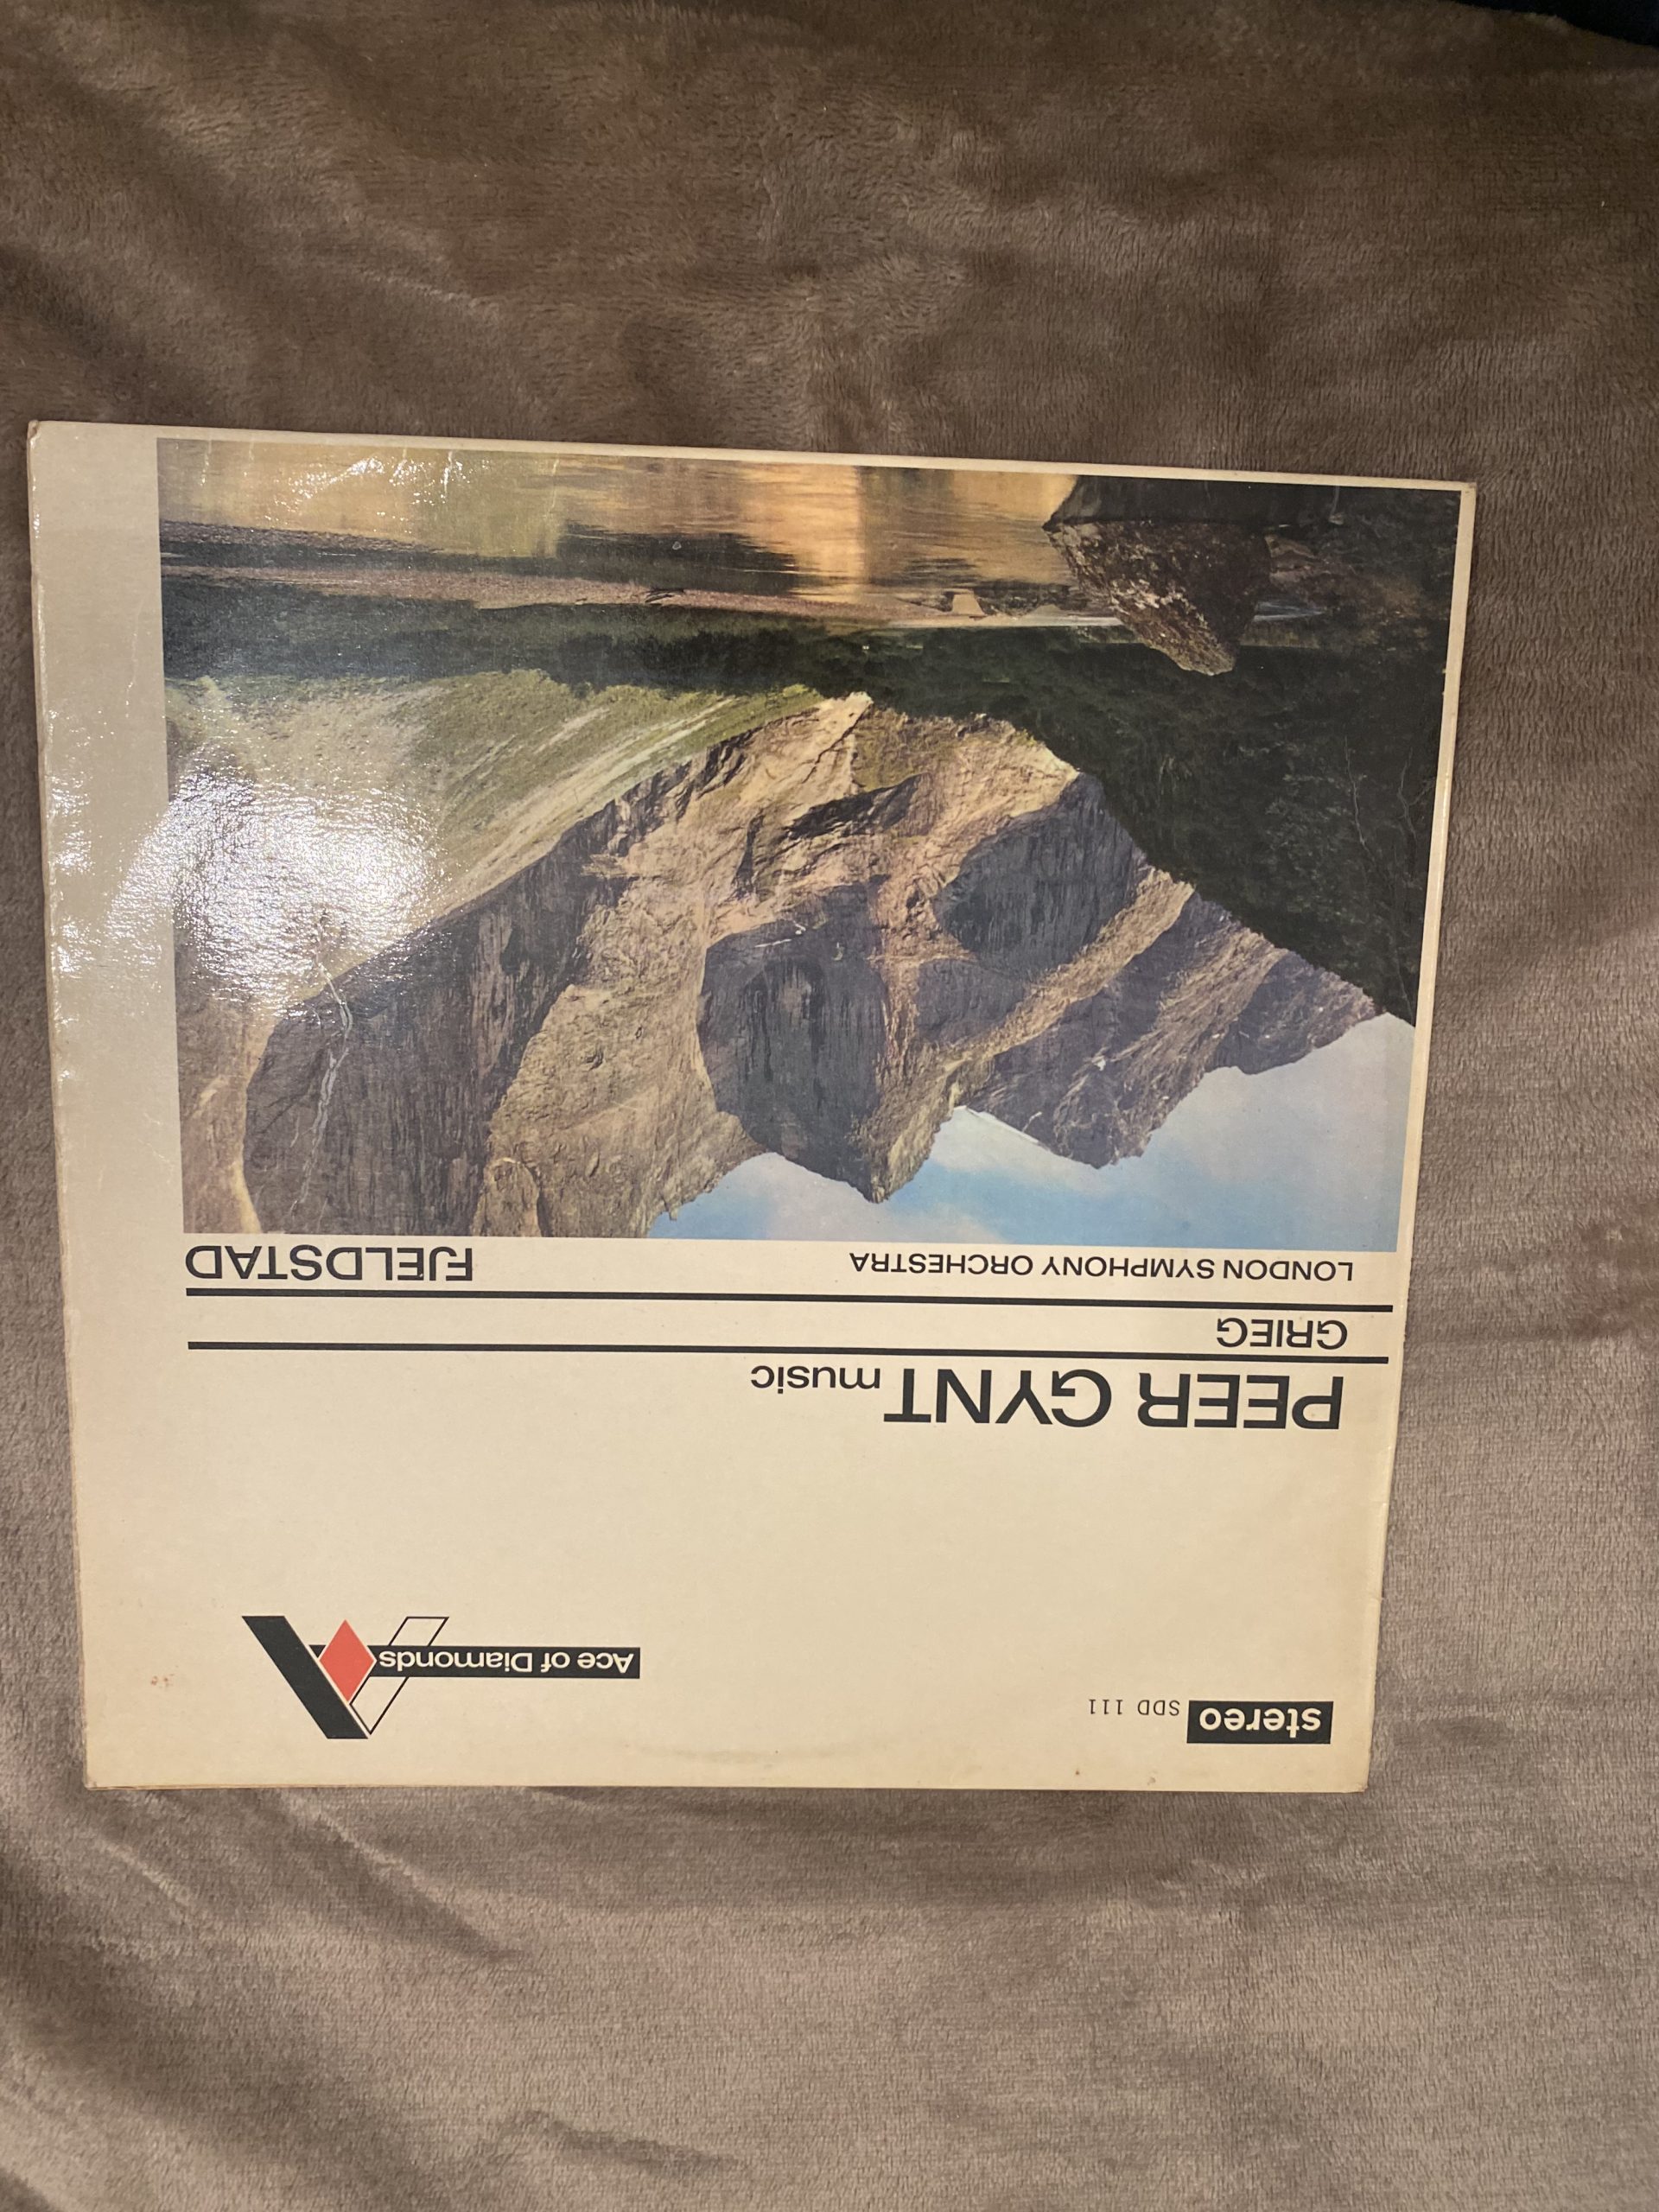 stereo SDD 111
Ace of Diamonds
PEER GYNT music
GRIEG
LONDON SYMPHONY ORCHESTRA FJELDSTAD